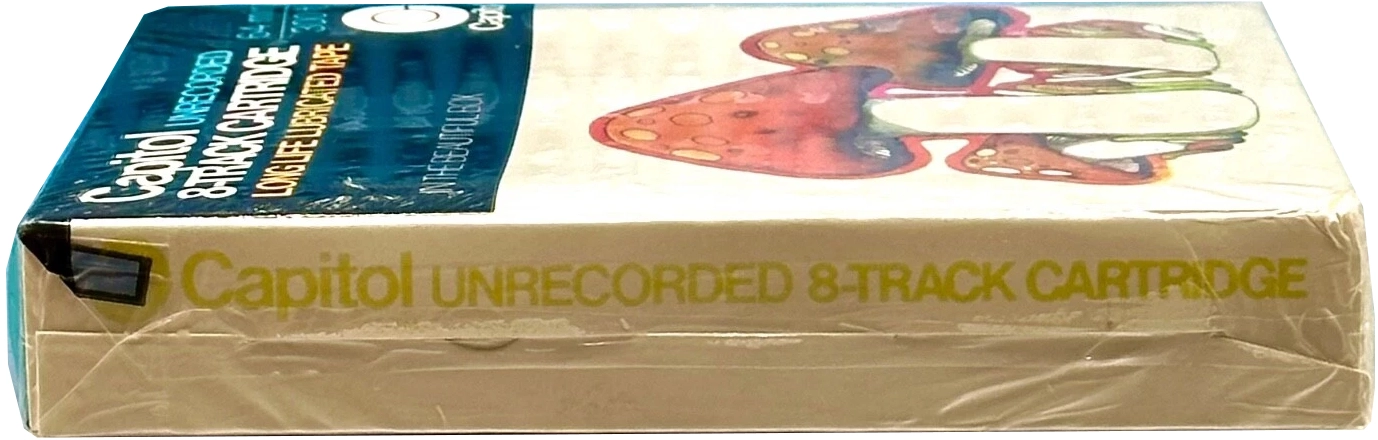 Capitol UNRECORDED
8-TRACK CARTRIDGE
LONG LIFE LUBRICATED TAPE
IN THE BEAUTIFUL BOX
Capitol UNRECORDED 8-TRACK CARTRIDGE